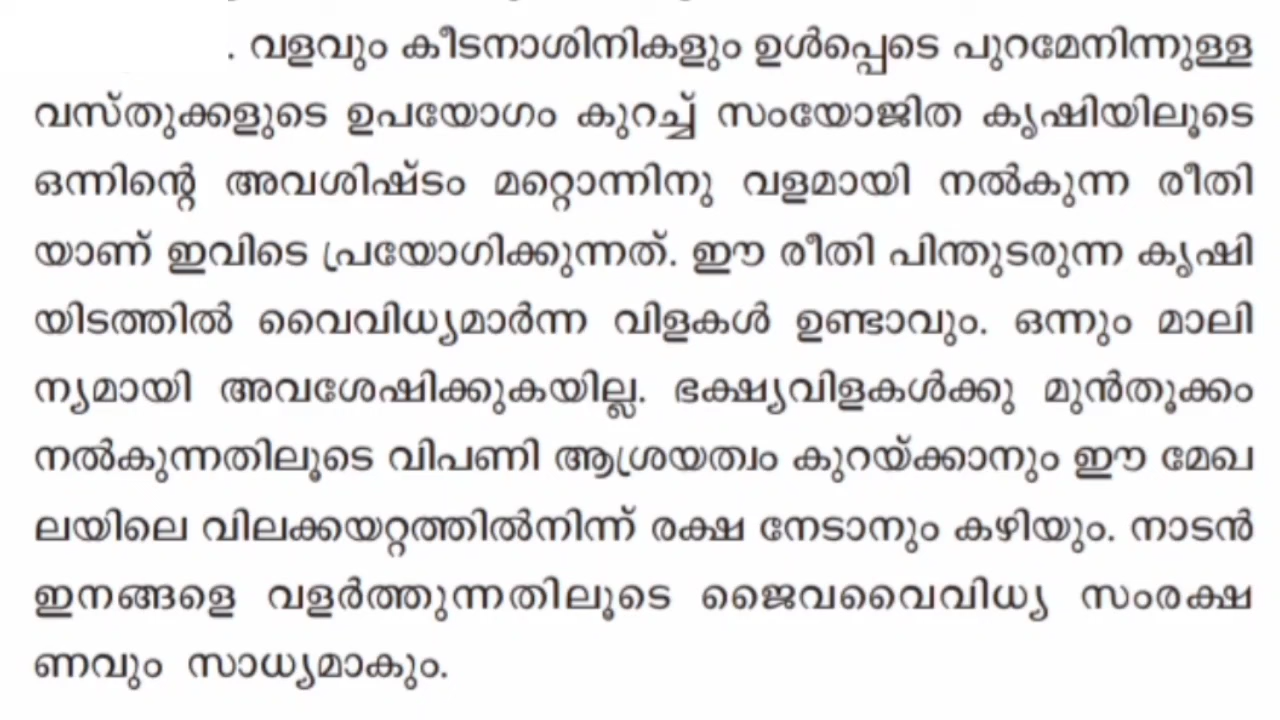 . വളവും കീടനാശിനികളും ഉൾപ്പെടെ പുറമേനിന്നുള്ള
വസ്തുക്കളുടെ ഉപയോഗം കുറച്ച് സംയോജിത കൃഷിയിലൂടെ
ഒന്നിന്റെ അവശിഷ്ടം മറ്റൊന്നിനു വളമായി നൽകുന്ന രീതി
യാണ് ഇവിടെ പ്രയോഗിക്കുന്നത്. ഈ രീതി പിന്തുടരുന്ന കൃഷി
യിടത്തിൽ വൈവിധ്യമാർന്ന വിളകൾ ഉണ്ടാവും. ഒന്നും മാലി
ന്യമായി അവശേഷിക്കുകയില്ല. ഭക്ഷ്യവിളകൾക്കു മുൻതൂക്കം
നൽകുന്നതിലൂടെ വിപണി ആശ്രയത്വം കുറയ്ക്കാനും ഈ മേഖ
ലയിലെ വിലക്കയറ്റത്തിൽനിന്ന് രക്ഷ നേടാനും കഴിയും. നാടൻ
ഇനങ്ങളെ വളർത്തുന്നതിലൂടെ ജൈവവൈവിധ്യ സംരക്ഷ
ണവും സാധ്യമാകും.